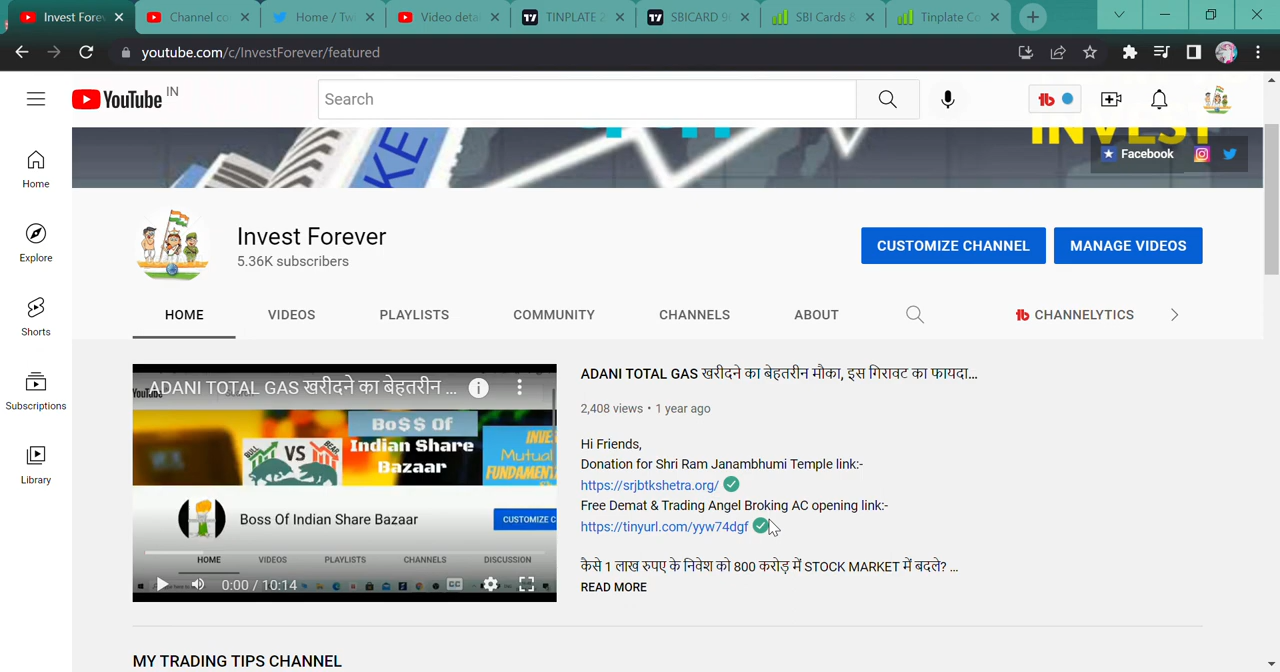 Invest Forev
Channel co
Home / Tw
Video deta
TINPLATE 2
SBICARD 9
SBI Cards &
Tinplate Co
youtube.com/c/InvestForever/featured
YouTube IN
Search
INVEST
Facebook
Home
Explore
Shorts
Subscriptions
Library
Invest Forever
5.36K subscribers
CUSTOMIZE CHANNEL
MANAGE VIDEOS
HOME
VIDEOS
PLAYLISTS
COMMUNITY
CHANNELS
ABOUT
CHANNELYTICS
ADANI TOTAL GAS खरीदने का बेहतरीन ...
Bo$$ Of
Indian Share
Bazaar
VS
Mutual
Boss Of Indian Share Bazaar
CUSTOMIZE C
HOME
VIDEOS
PLAYLISTS
CHANNELS
DISCUSSION
0:00 / 10:14
ADANI TOTAL GAS खरीदने का बेहतरीन मौका, इस गिरावट का फायदा...
2,408 views • 1 year ago
Hi Friends,
Donation for Shri Ram Janambhumi Temple link:-
https://srjbtkshetra.org/
Free Demat & Trading Angel Broking AC opening link:-
https://tinyurl.com/yyw74dgf
कैसे 1 लाख रुपए के निवेश को 800 करोड़ में STOCK MARKET में बदले? ...
READ MORE
MY TRADING TIPS CHANNEL